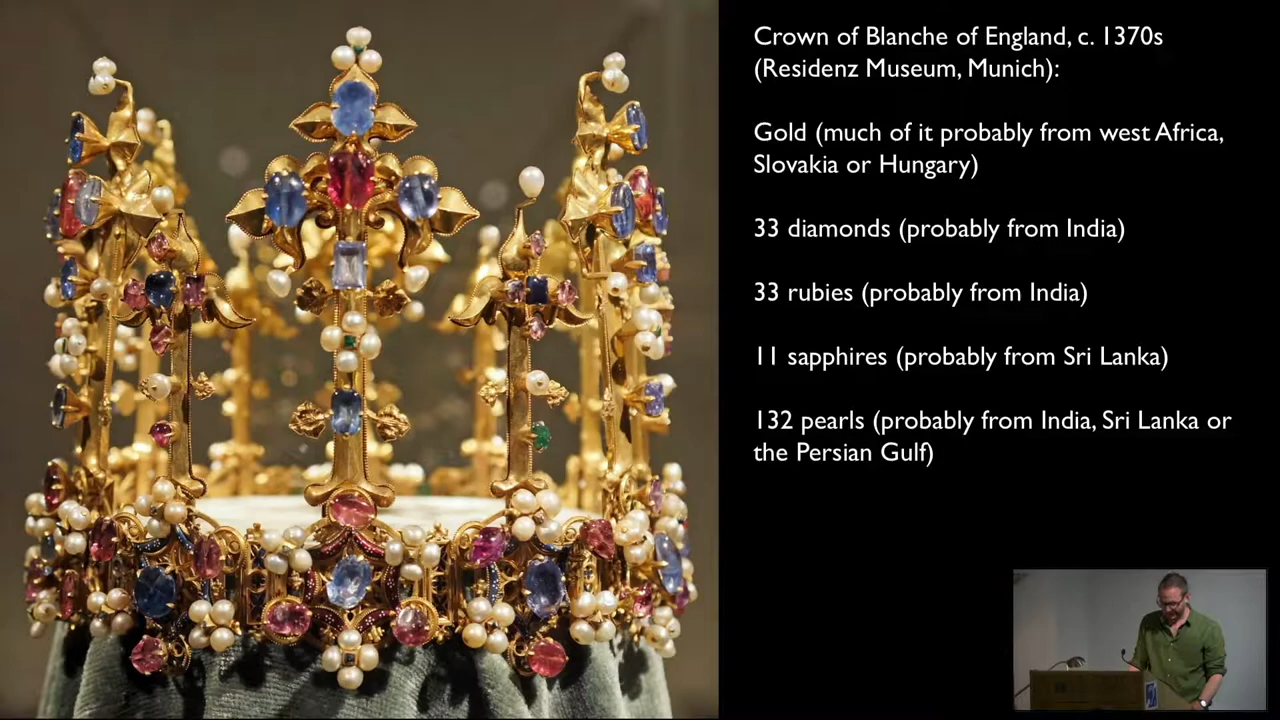 Crown of Blanche of England, c. 1370s
(Residenz Museum, Munich):
Gold (much of it probably from west Africa,
Slovakia or Hungary)
33 diamonds (probably from India)
33 rubies (probably from India)
11 sapphires (probably from Sri Lanka)
132 pearls (probably from India, Sri Lanka or
the Persian Gulf)